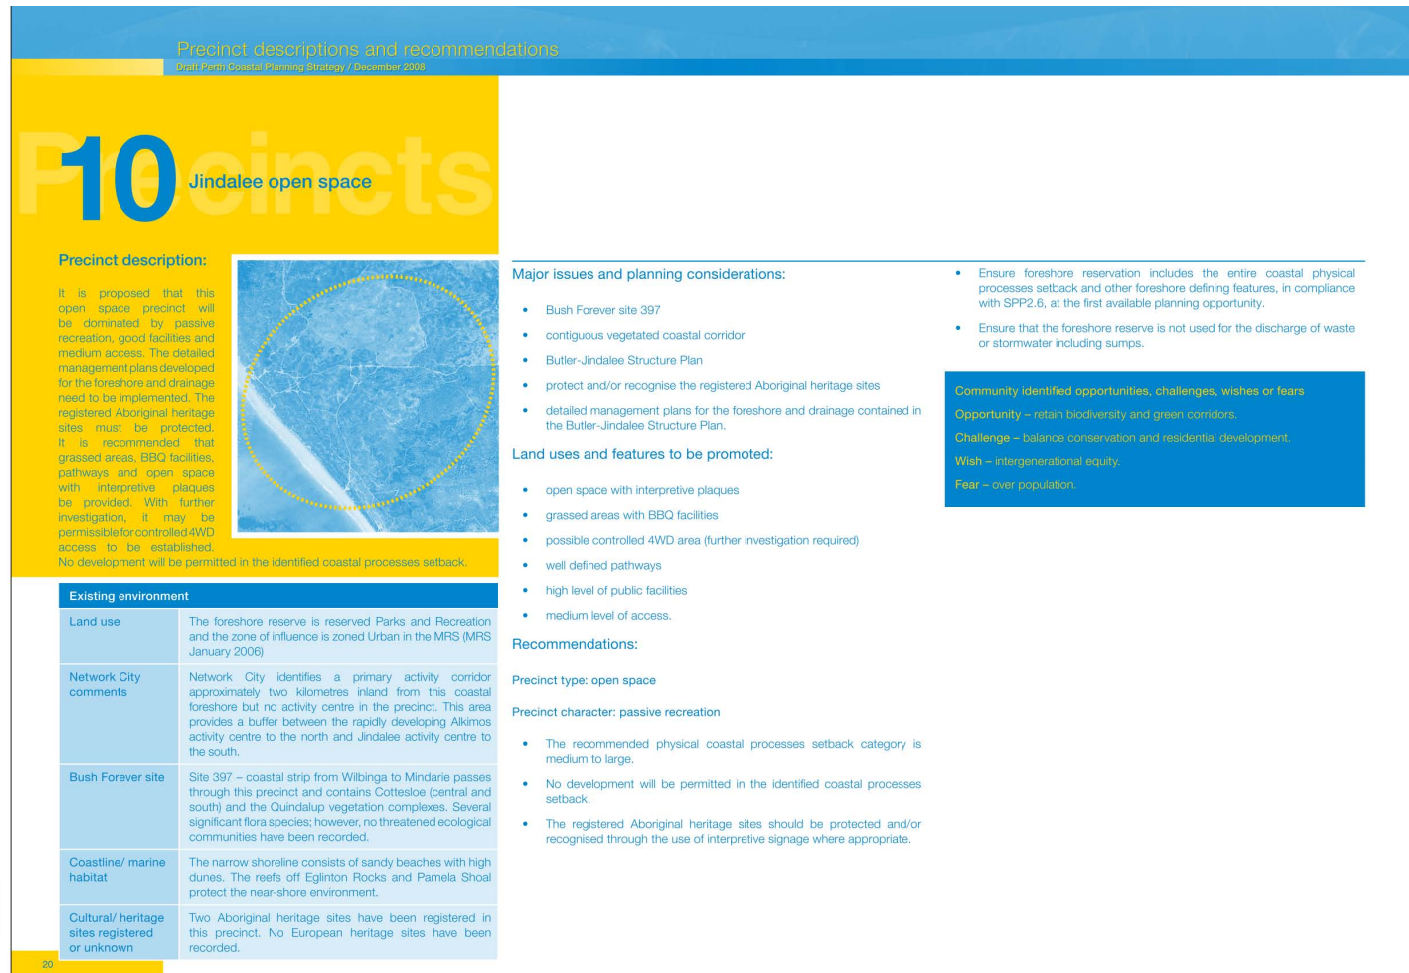 Precinct descriptions and recommendations
Draft Perth Coastal Planning Strategy / December 2008
Precincts
10
Jindalee open space
Precinct description:
It is proposed that this
open space precinct will
be dominated by passive
recreation, good facilities and
medium access. The detailed
management plans developed
for the foreshore and drainage
need to be implemented. The
registered Aboriginal heritage
sites must be protected.
It is recommended that
grassed areas, BBQ facilities,
pathways and open space
with interpretive plaques
be provided. With further
investigation, it may be
permissible for controlled 4WD
access to be established.
No development will be permitted in the identified coastal processes setback.
Existing environment
Land use
The foreshore reserve is reserved Parks and Recreation
and the zone of influence is zoned Urban in the MRS (MRS
January 2006)
Network City
comments
Network City identifies a primary activity corridor
approximately two kilometres inland from this coastal
foreshore but no activity centre in the precinct. This area
provides a buffer between the rapidly developing Alkimos
activity centre to the north and Jindalee activity centre to
the south.
Bush Forever site
Site 397 – coastal strip from Wilbinga to Mindarie passes
through this precinct and contains Cottesloe (central and
south) and the Quindalup vegetation complexes. Several
significant flora species; however, no threatened ecological
communities have been recorded.
Coastline/ marine
habitat
The narrow shoreline consists of sandy beaches with high
dunes. The reefs off Eglinton Rocks and Pamela Shoal
protect the near-shore environment.
Cultural/ heritage
sites registered
or unknown
Two Aboriginal heritage sites have been registered in
this precinct. No European heritage sites have been
recorded.
Major issues and planning considerations:
• Bush Forever site 397
• contiguous vegetated coastal corridor
• Butler-Jindalee Structure Plan
• protect and/or recognise the registered Aboriginal heritage sites
• detailed management plans for the foreshore and drainage contained in
the Butler-Jindalee Structure Plan.
Land uses and features to be promoted:
• open space with interpretive plaques
• grassed areas with BBQ facilities
• possible controlled 4WD area (further investigation required)
• well defined pathways
• high level of public facilities
• medium level of access.
Recommendations:
Precinct type: open space
Precinct character: passive recreation
• The recommended physical coastal processes setback category is
medium to large.
• No development will be permitted in the identified coastal processes
setback
• The registered Aboriginal heritage sites should be protected and/or
recognised through the use of interpretive signage where appropriate.
• Ensure foreshore reservation includes the entire coastal physical
processes setback and other foreshore defining features, in compliance
with SPP2.6, at the first available planning opportunity.
• Ensure that the foreshore reserve is not used for the discharge of waste
or stormwater including sumps.
Community identified opportunities, challenges, wishes or fears
Opportunity – retain biodiversity and green corridors.
Challenge – balance conservation and residential development.
Wish – intergenerational equity.
Fear – over population.
20